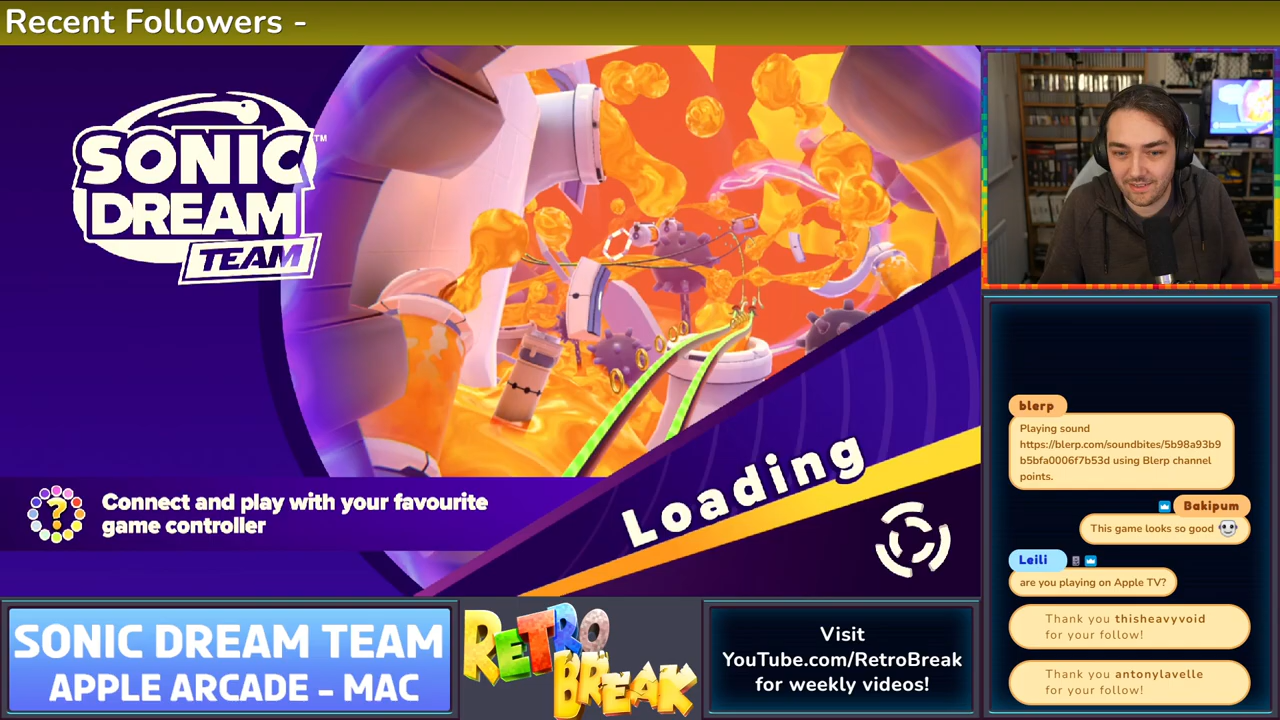 Recent Followers -
SONIC
DREAM
TEAM
TM
?
Connect and play with your favourite
game controller
Loading
SONIC DREAM TEAM
APPLE ARCADE - MAC
RETRO
BREAK
Visit
YouTube.com/RetroBreak
for weekly videos!
blerp
Playing sound
https://blerp.com/soundbites/5b98a93b9
b5bfa0006f7b53d using Blerp channel
points.
Bakipum
This game looks so good
Leili
are you playing on Apple TV?
Thank you thisheavyvoid
for your follow!
Thank you antonylavelle
for your follow!